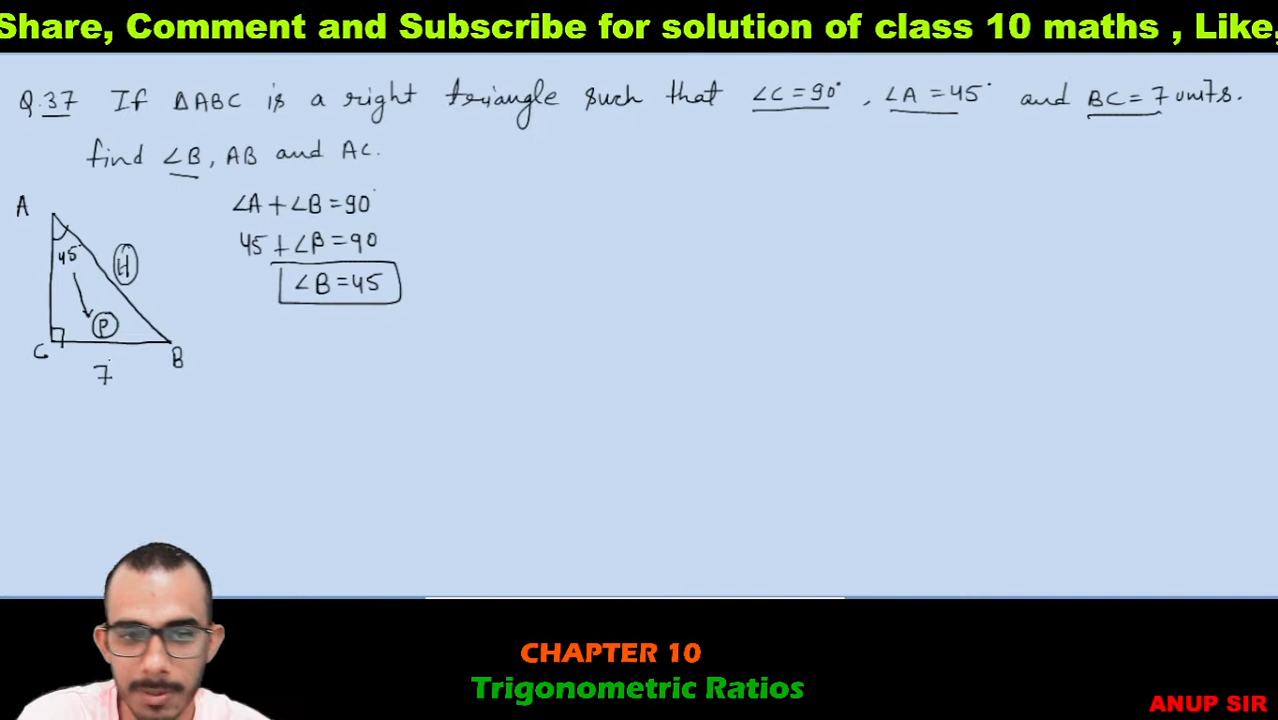 Share, Comment and Subscribe for solution of class 10 maths , Like,
Q.37 If ΔABC is a right triangle such that ∠C = 90°, ∠A = 45° and BC = 7 units.
find ∠B, AB and AC.
A
∠A + ∠B = 90°
45 + ∠B = 90
45°
H
∠B = 45
P
C
B
7
CHAPTER 10
Trigonometric Ratios
ANUP SIR